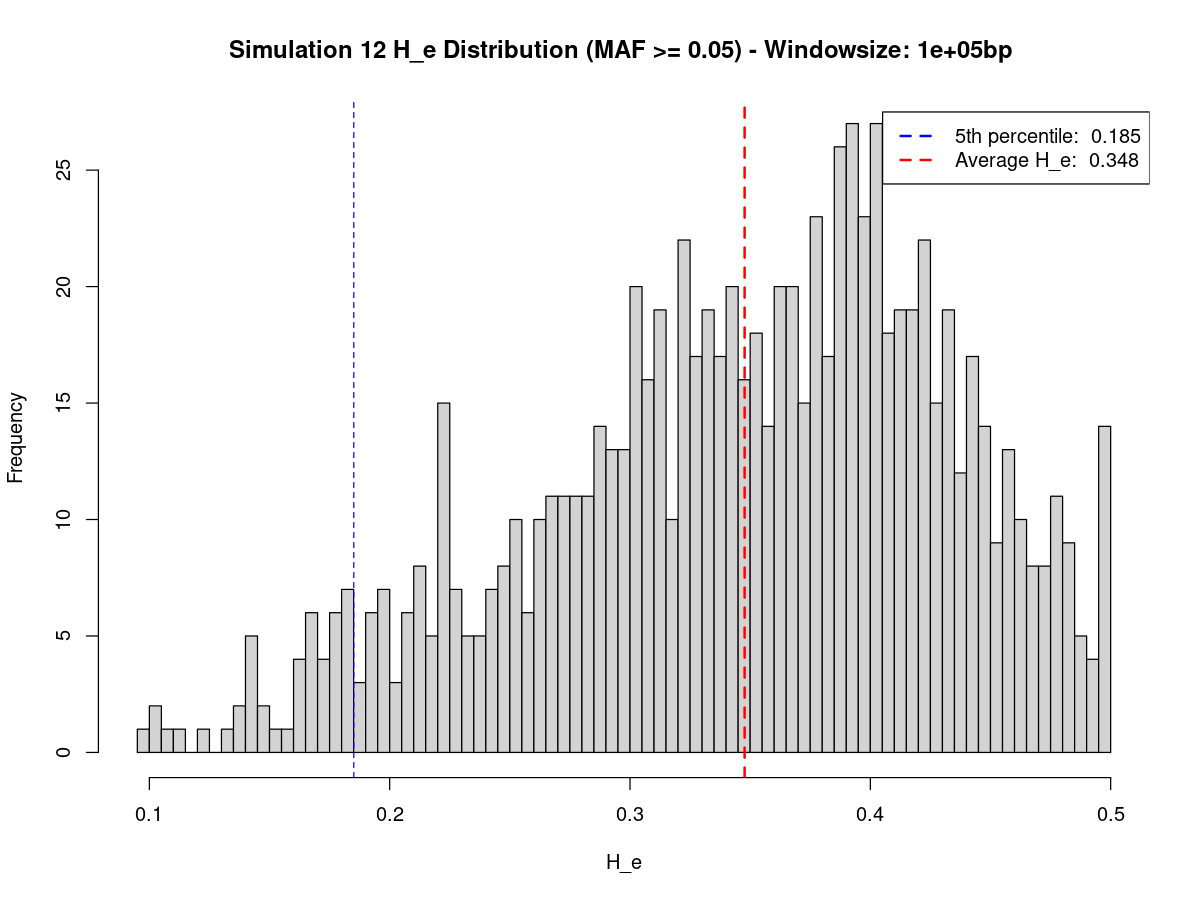 Simulation 12 H_e Distribution (MAF >= 0.05) - Windowsize: 1e+05bp
5th percentile: 0.185
Average H_e: 0.348
Frequency
25
20
15
10
5
0
0.1 0.2 0.3 0.4 0.5
H_e